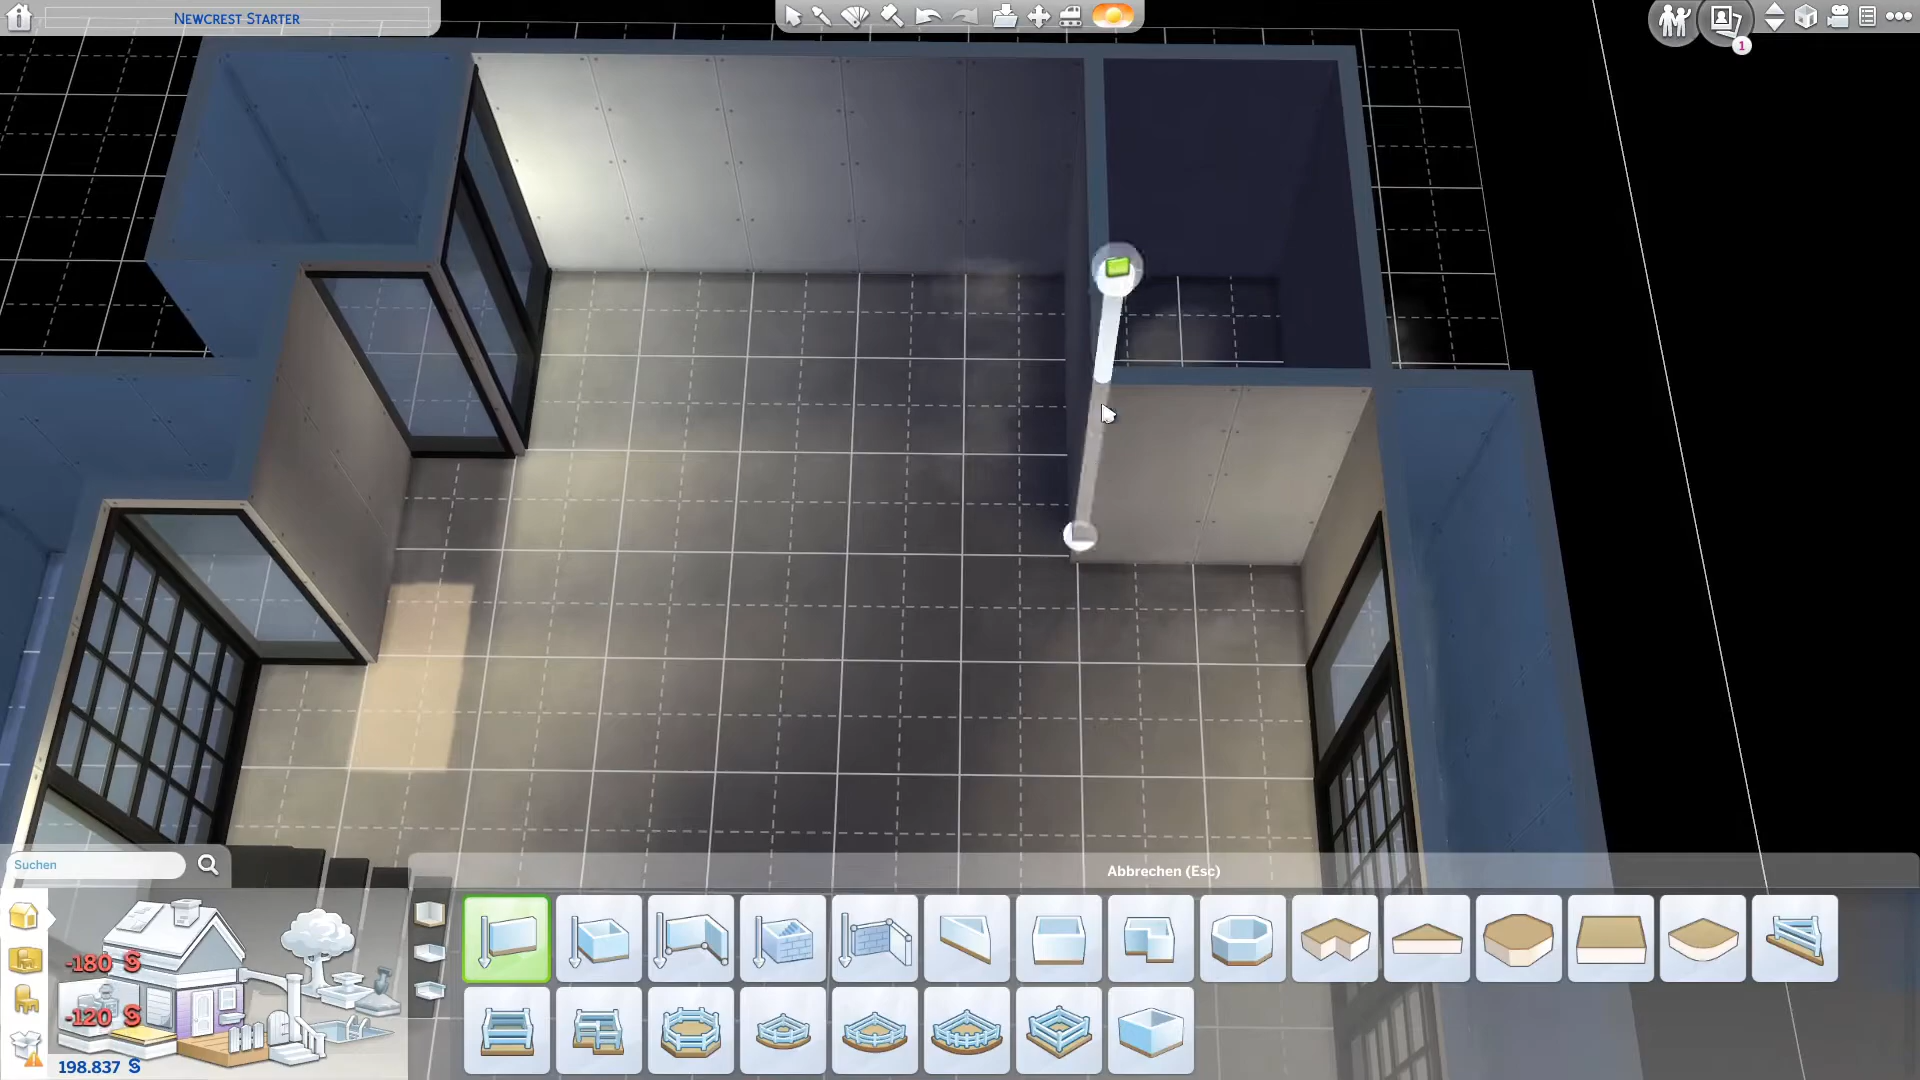 Newcrest Starter
1
Suchen
Abbrechen (Esc)
-180 S
-120 S
198.837 S